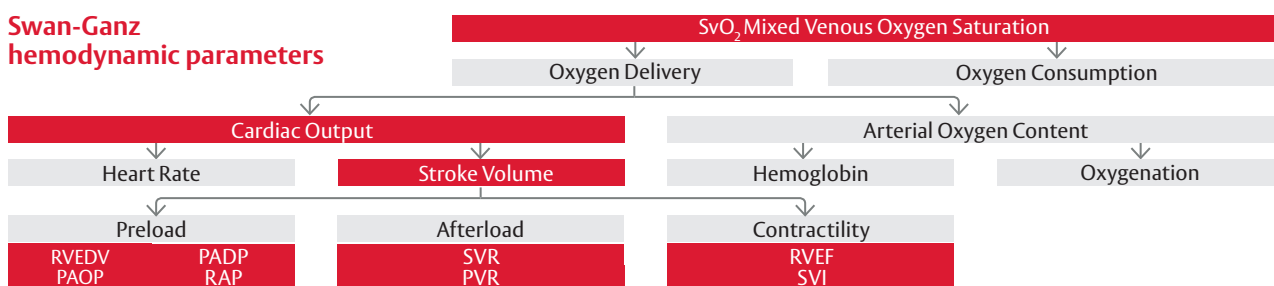 Swan-Ganz
hemodynamic parameters
SvO₂ Mixed Venous Oxygen Saturation
Oxygen Delivery
Oxygen Consumption
Cardiac Output
Arterial Oxygen Content
Heart Rate
Stroke Volume
Hemoglobin
Oxygenation
Preload
Afterload
Contractility
RVEDV PADP
PAOP RAP
SVR
PVR
RVEF
SVI